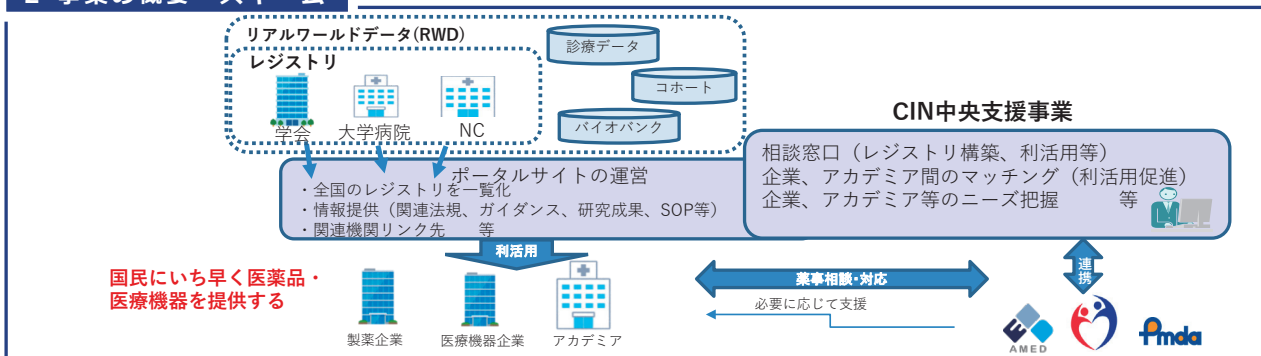 リアルワールドデータ(RWD)
レジストリ
学会
大学病院
NC
診療データ
コホート
バイオバンク
ポータルサイトの運営
・全国のレジストリを一覧化
・情報提供（関連法規、ガイダンス、研究成果、SOP等）
・関連機関リンク先　　等
CIN中央支援事業
相談窓口（レジストリ構築、利活用等）
企業、アカデミア間のマッチング（利活用促進）
企業、アカデミア等のニーズ把握　　　等
利活用
国民にいち早く医薬品・
医療機器を提供する
製薬企業
医療機器企業
アカデミア
薬事相談・対応
必要に応じて支援
連携
AMED
Pmda